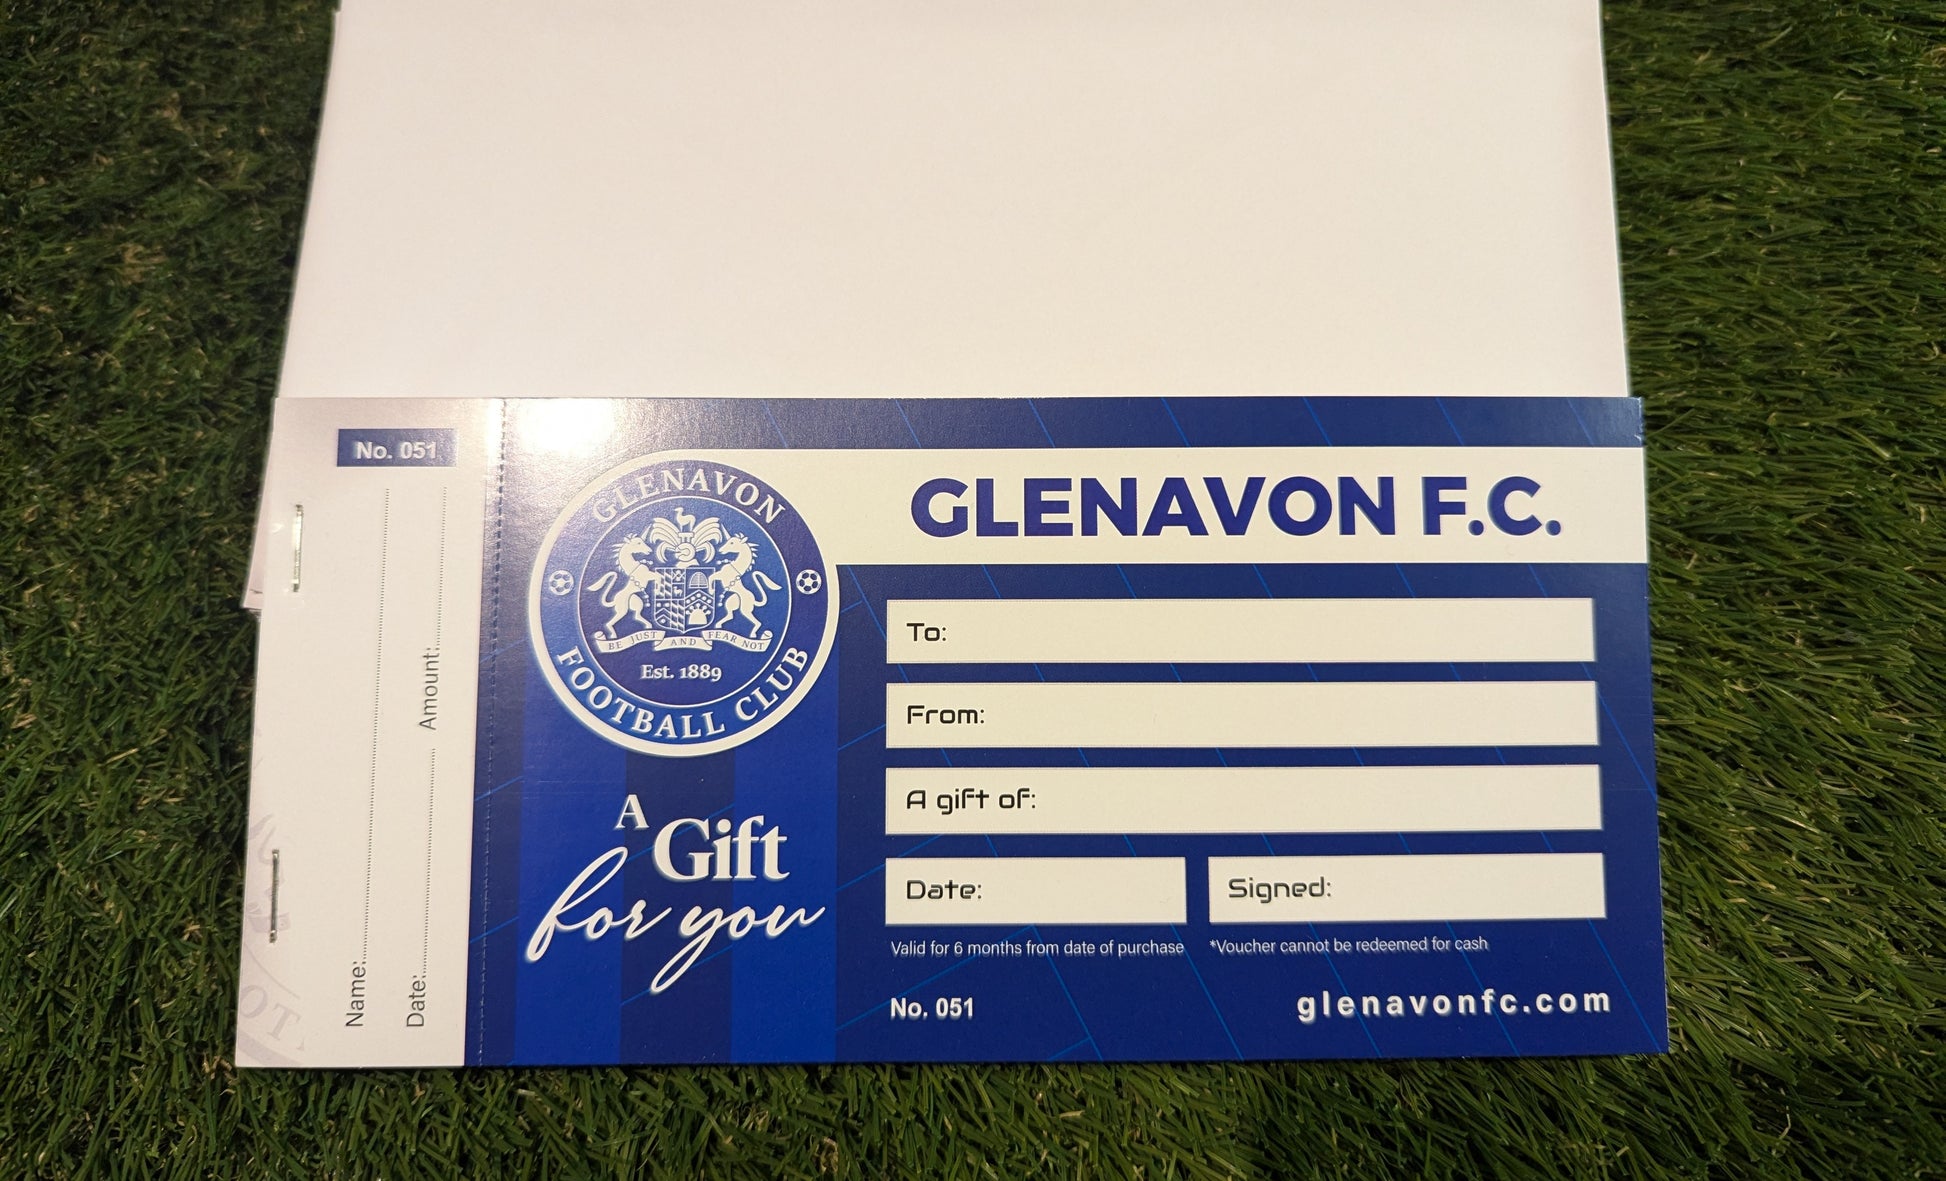 No. 051
Name:
Date:
Amount:
GLENAVON
BE JUST AND FEAR NOT
Est. 1889
FOOTBALL CLUB
A
Gift
for you
GLENAVON F.C.
To:
From:
A gift of:
Date:
Signed:
Valid for 6 months from date of purchase
*Voucher cannot be redeemed for cash
No. 051
glenavonfc.com